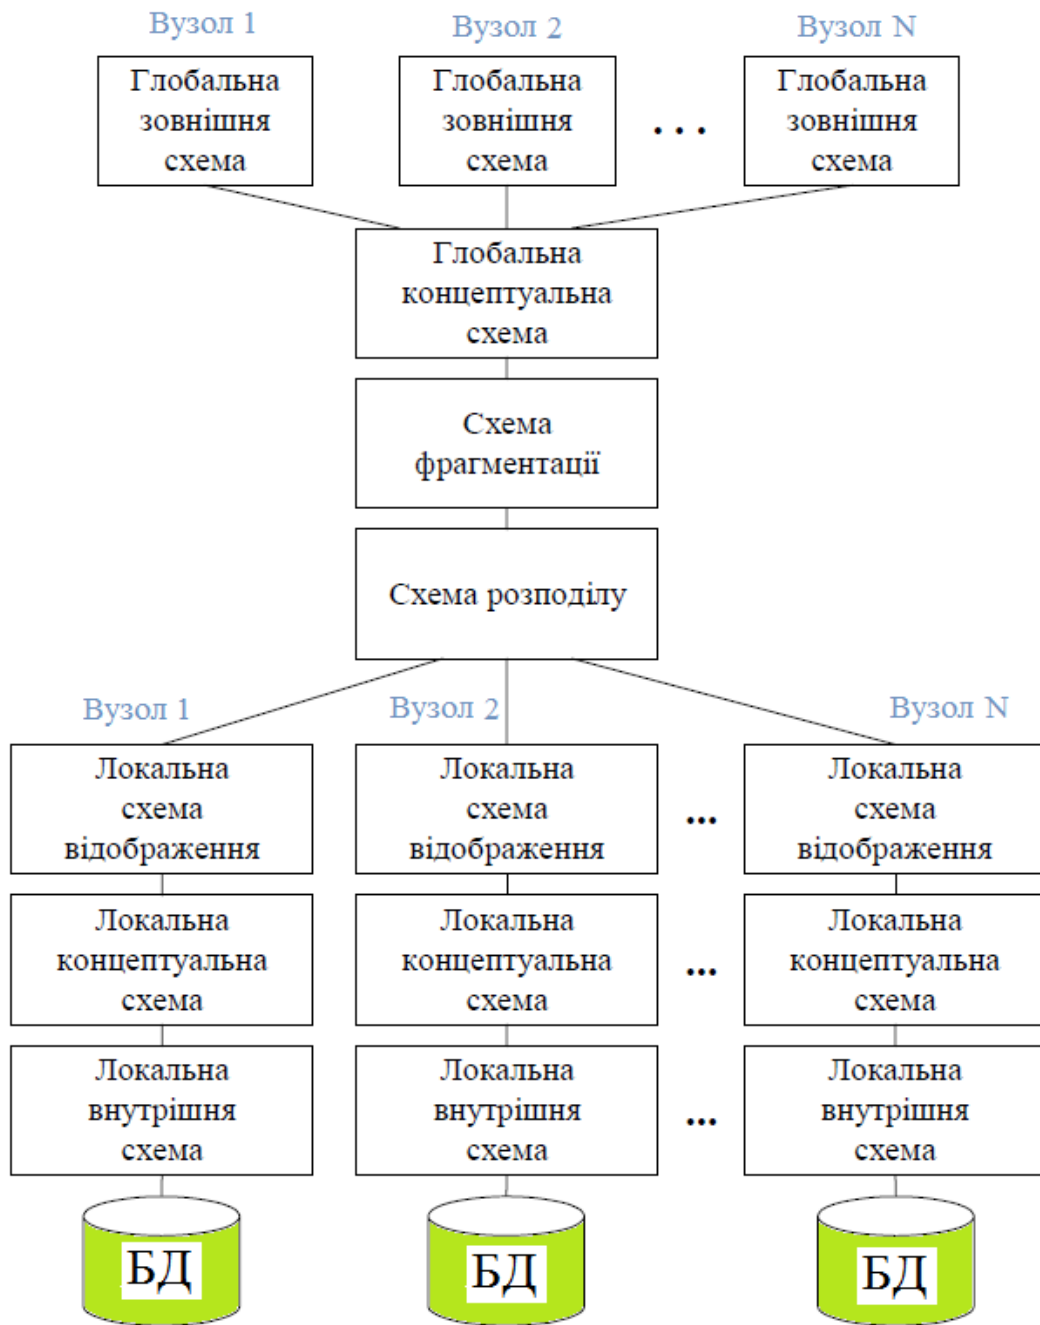 Вузол 1
Вузол 2
Вузол N
Глобальна
зовнішня
схема
Глобальна
зовнішня
схема
...
Глобальна
зовнішня
схема
Глобальна
концептуальна
схема
Схема
фрагментації
Схема розподілу
Вузол 1
Вузол 2
Вузол N
Локальна
схема
відображення
Локальна
схема
відображення
...
Локальна
схема
відображення
Локальна
концептуальна
схема
Локальна
концептуальна
схема
...
Локальна
концептуальна
схема
Локальна
внутрішня
схема
Локальна
внутрішня
схема
...
Локальна
внутрішня
схема
БД
БД
БД